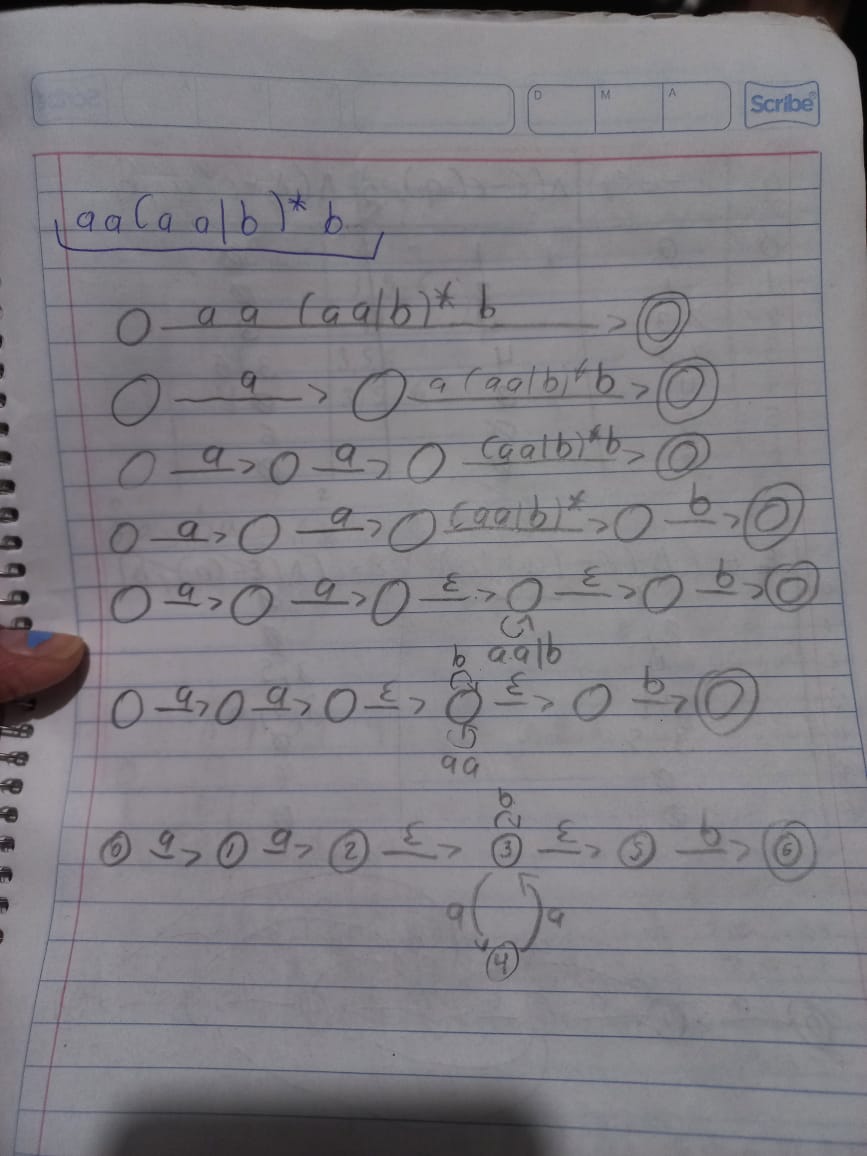 D M A Scribe®
aa(aa|b)*b
aa (aa|b)* b
a a(aa|b)*b
a a (aa|b)*b
a a (aa|b)* b
a a ε ε b
aa|b
b
a a ε ε b
aa
b
0 a 1 a 2 ε 3 ε 5 b 6
a a
4